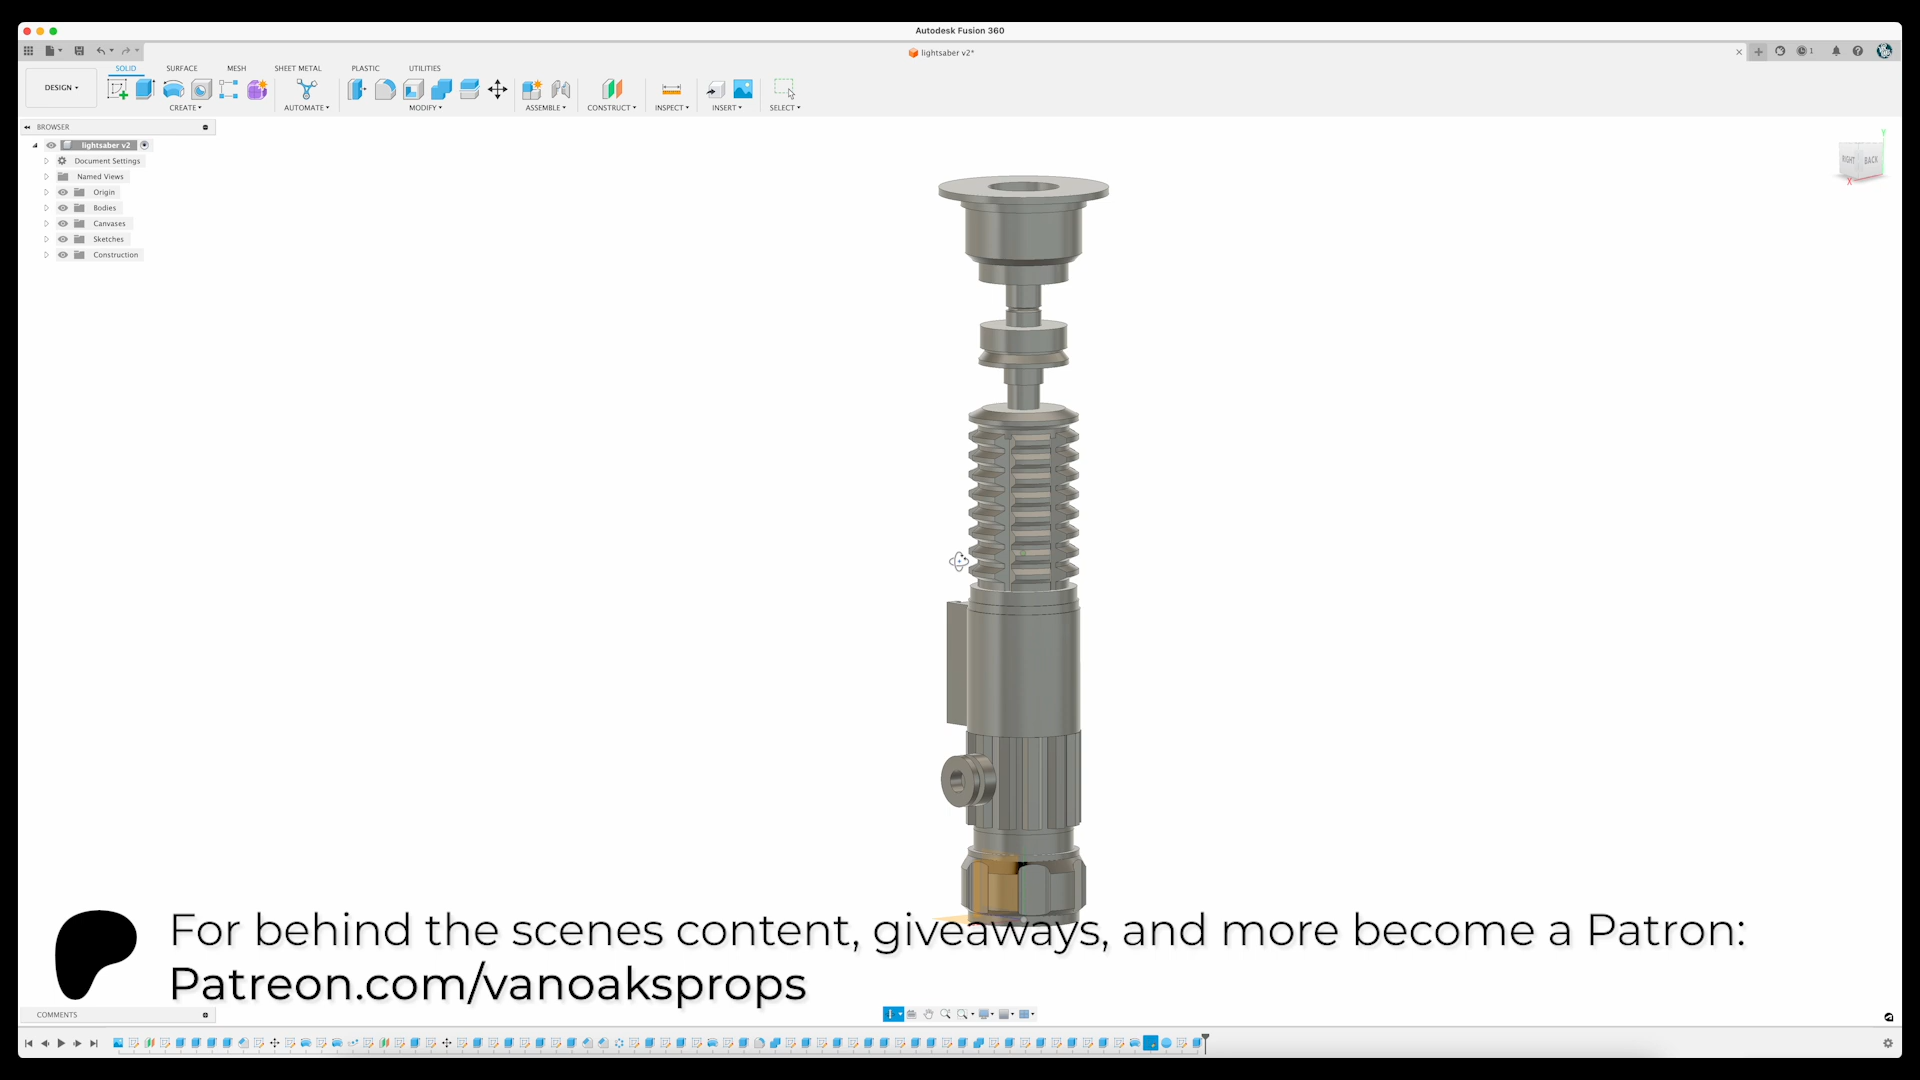 Autodesk Fusion 360
lightsaber v2*
1
SOLID SURFACE MESH SHEET METAL PLASTIC UTILITIES
DESIGN
CREATE AUTOMATE MODIFY ASSEMBLE CONSTRUCT INSPECT INSERT SELECT
BROWSER
lightsaber v2
Document Settings
Named Views
Origin
Bodies
Canvases
Sketches
Construction
Y
RIGHT BACK
X
For behind the scenes content, giveaways, and more become a Patron:
Patreon.com/vanoaksprops
COMMENTS